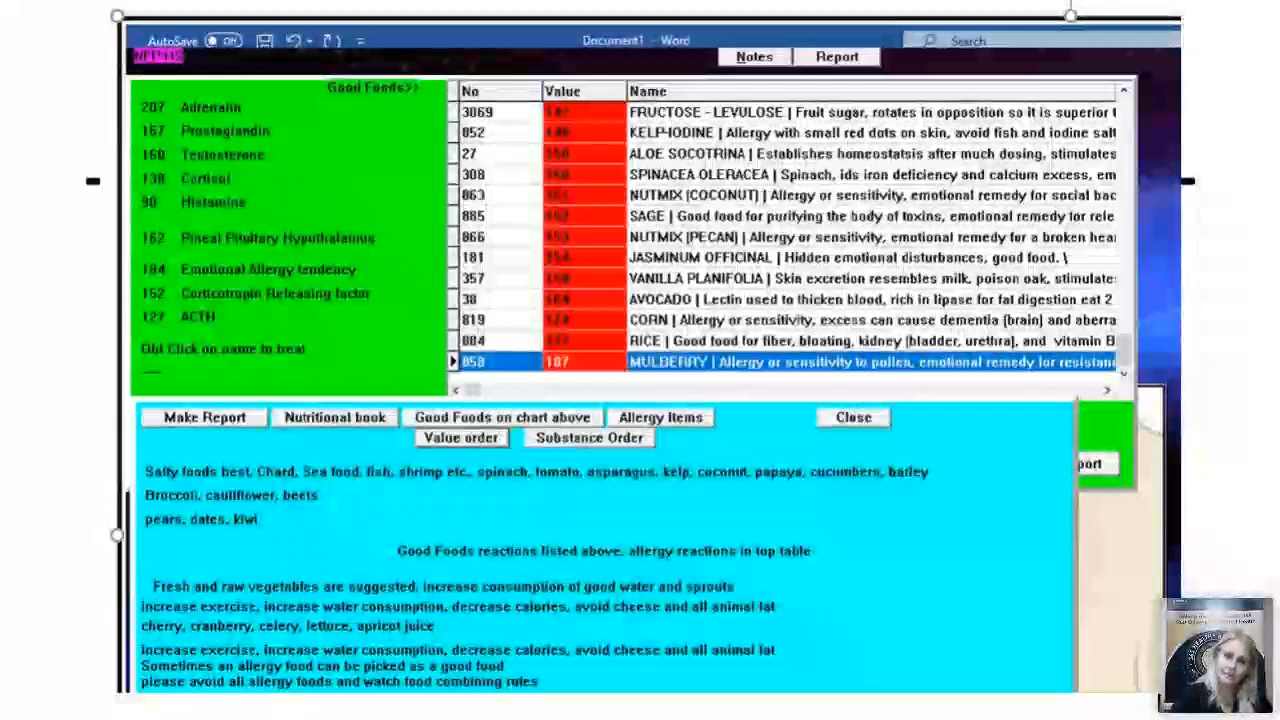 AutoSave Off
Document1 - Word
Search
Notes Report
Good Foods>>
207 Adrenalin
167 Prostaglandin
160 Testosterone
138 Cortisol
90 Histamine
162 Pineal Pituitary Hypothalamus
184 Emotional Allergy tendency
152 Corticotropin Releasing factor
127 ACTH
Dbl Click on name to treat
No Value Name
3069 FRUCTOSE - LEVULOSE | Fruit sugar, rotates in opposition so it is superior t
852 KELP-IODINE | Allergy with small red dots on skin, avoid fish and iodine salt
27 ALOE SOCOTRINA | Establishes homeostatsis after much dosing, stimulates
308 SPINACEA OLERACEA | Spinach, ids iron deficiency and calcium excess, em
863 NUTMIX (COCONUT) | Allergy or sensitivity, emotional remedy for social bac
885 SAGE | Good food for purifying the body of toxins, emotional remedy for rele
866 NUTMIX (PECAN) | Allergy or sensitivity, emotional remedy for a broken hear
181 JASMINUM OFFICINAL | Hidden emotional disturbances, good food. \
357 VANILLA PLANIFOLIA | Skin excretion resembles milk, poison oak, stimulate
38 AVOCADO | Lectin used to thicken blood, rich in lipase for fat digestion eat 2
819 CORN | Allergy or sensitivity, excess can cause dementia (brain) and aberra
884 RICE | Good food for fiber, bloating, kidney (bladder, urethra), and vitamin B
858 187 MULBERRY | Allergy or sensitivity to pollen, emotional remedy for resistanc
Make Report Nutritional book Good Foods on chart above Allergy Items Close
Value order Substance Order
port
Salty foods best, Chard, Sea food, fish, shrimp etc., spinach, tomato, asparagus, kelp, coconut, papaya, cucumbers, barley
Broccoli, cauliflower, beets
pears, dates, kiwi
Good Foods reactions listed above, allergy reactions in top table
Fresh and raw vegetables are suggested, increase consumption of good water and sprouts
increase exercise, increase water consumption, decrease calories, avoid cheese and all animal fat
cherry, cranberry, celery, lettuce, apricot juice
increase exercise, increase water consumption, decrease calories, avoid cheese and all animal fat
Sometimes an allergy food can be picked as a good food
please avoid all allergy foods and watch food combining rules